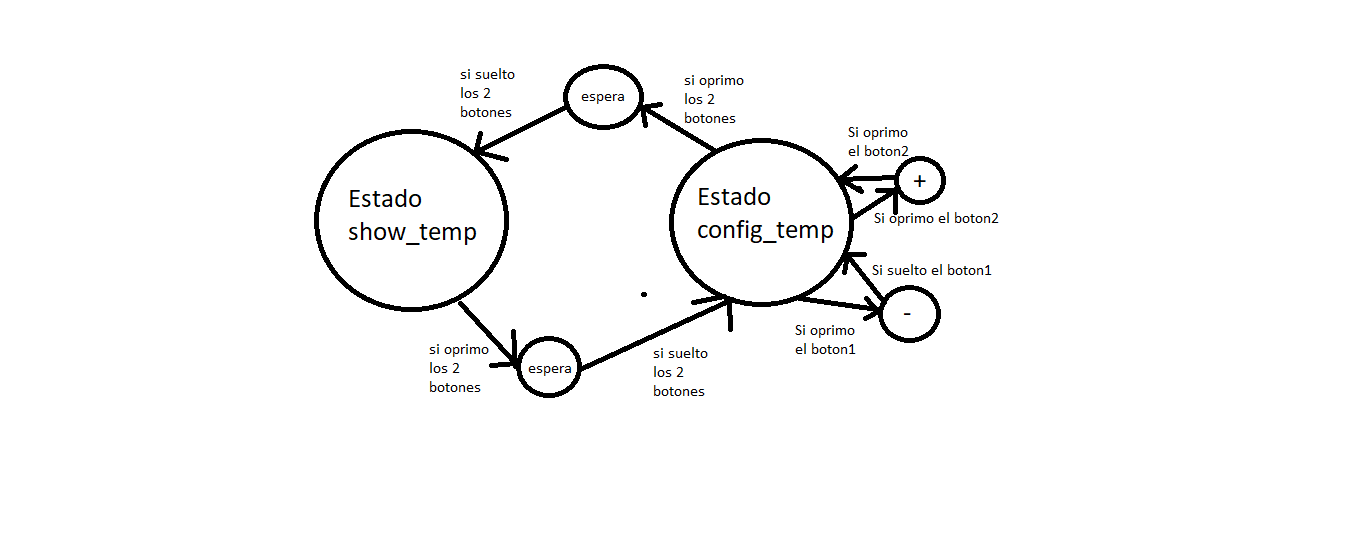 si suelto
los 2
botones
espera
si oprimo
los 2
botones
Si oprimo
el boton2
+
Si oprimo el boton2
Estado
show_temp
Estado
config_temp
Si suelto el boton1
-
Si oprimo
el boton1
si oprimo
los 2
botones
espera
si suelto
los 2
botones